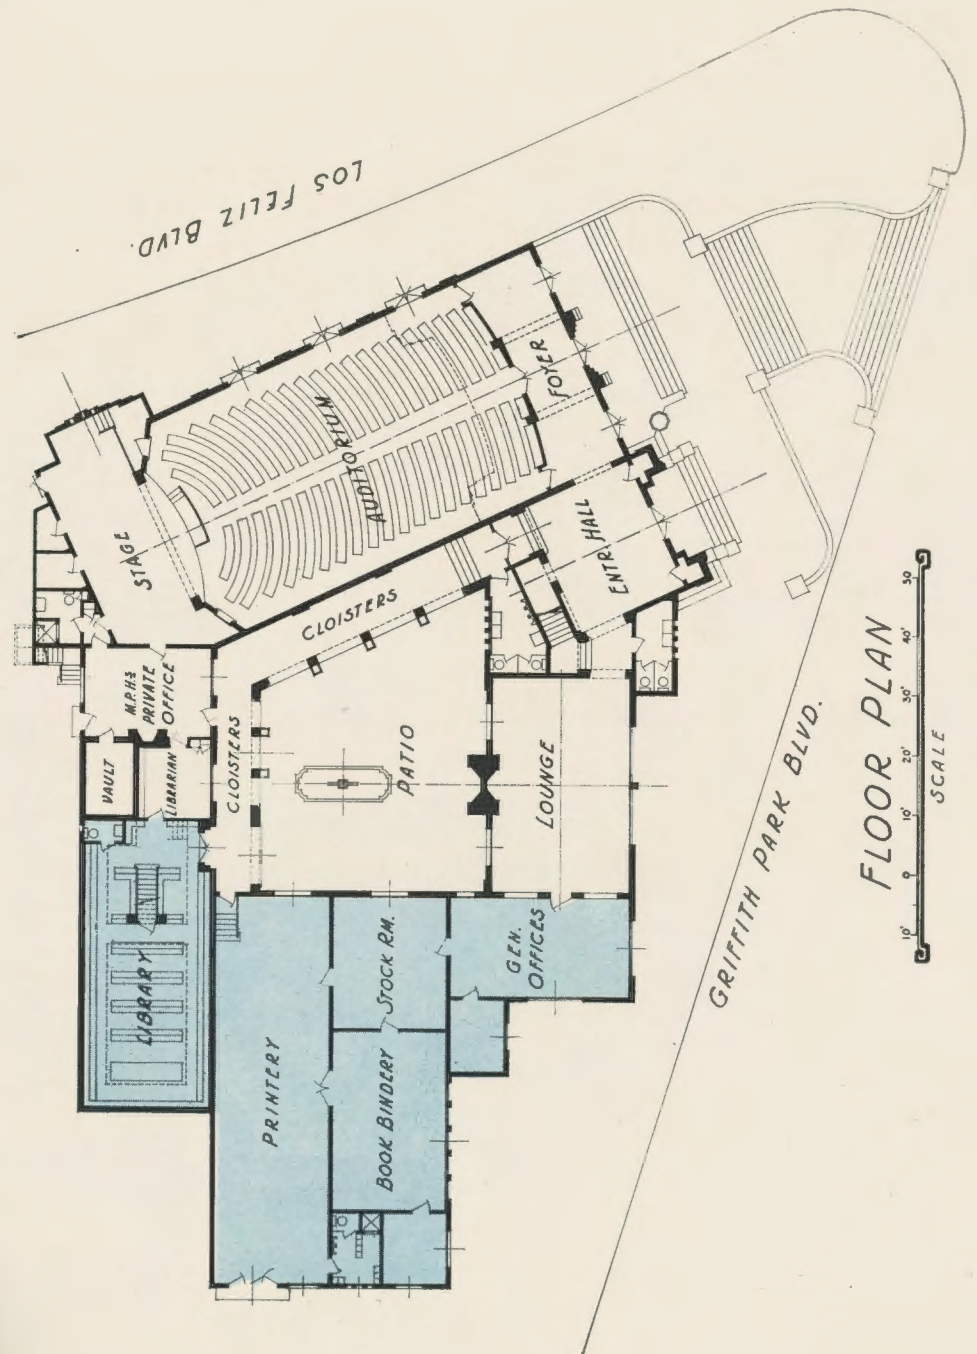 LOS FELIZ BLVD.
AUDITORIUM
FOYER
STAGE
ENTR. HALL
CLOISTERS
M.P.H.'S
PRIVATE
OFFICE
VAULT
LIBRARIAN
CLOISTERS
PATIO
LOUNGE
LIBRARY
PRINTERY
STOCK RM.
GEN.
OFFICES
BOOK BINDERY
GRIFFITH PARK BLVD.
FLOOR PLAN
10' 0 10' 20' 30' 40' 50'
SCALE